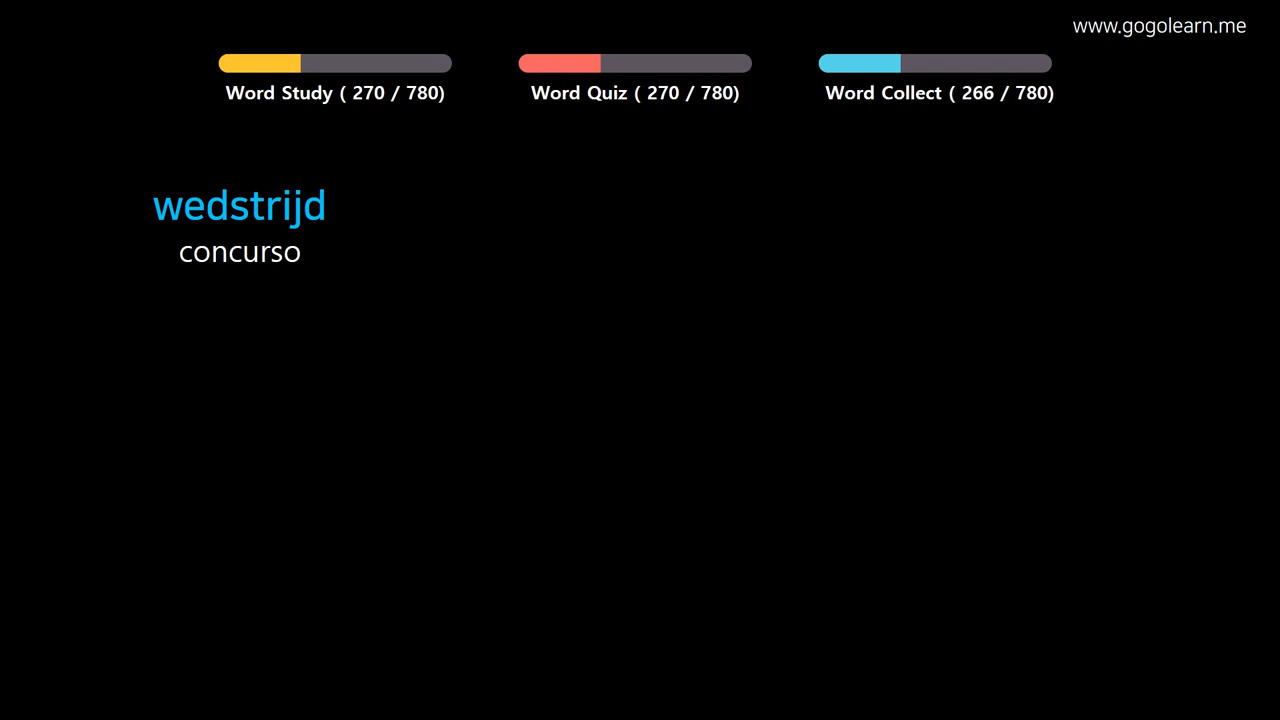 www.gogolearn.me
Word Study ( 270 / 780)
Word Quiz ( 270 / 780)
Word Collect ( 266 / 780)
wedstrijd
concurso